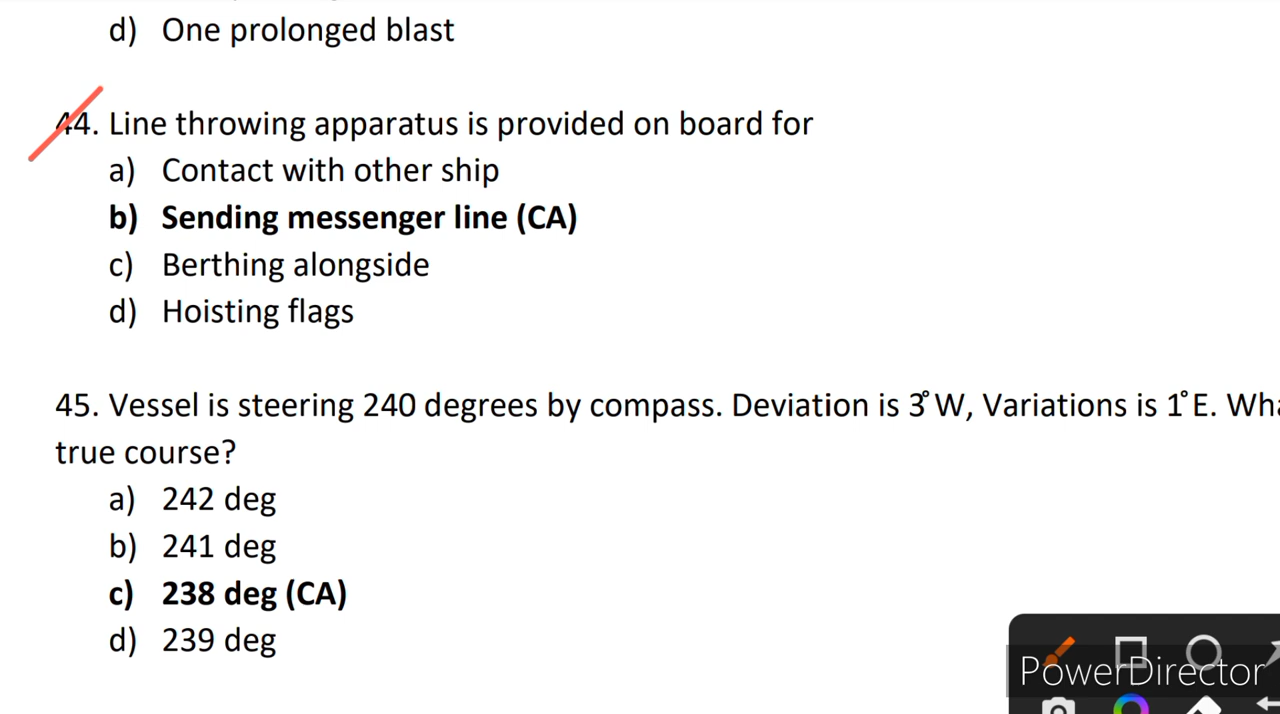 d) One prolonged blast
44. Line throwing apparatus is provided on board for
a) Contact with other ship
b) Sending messenger line (CA)
c) Berthing alongside
d) Hoisting flags
45. Vessel is steering 240 degrees by compass. Deviation is 3° W, Variations is 1° E.
true course?
a) 242 deg
b) 241 deg
c) 238 deg (CA)
d) 239 deg
PowerDirector